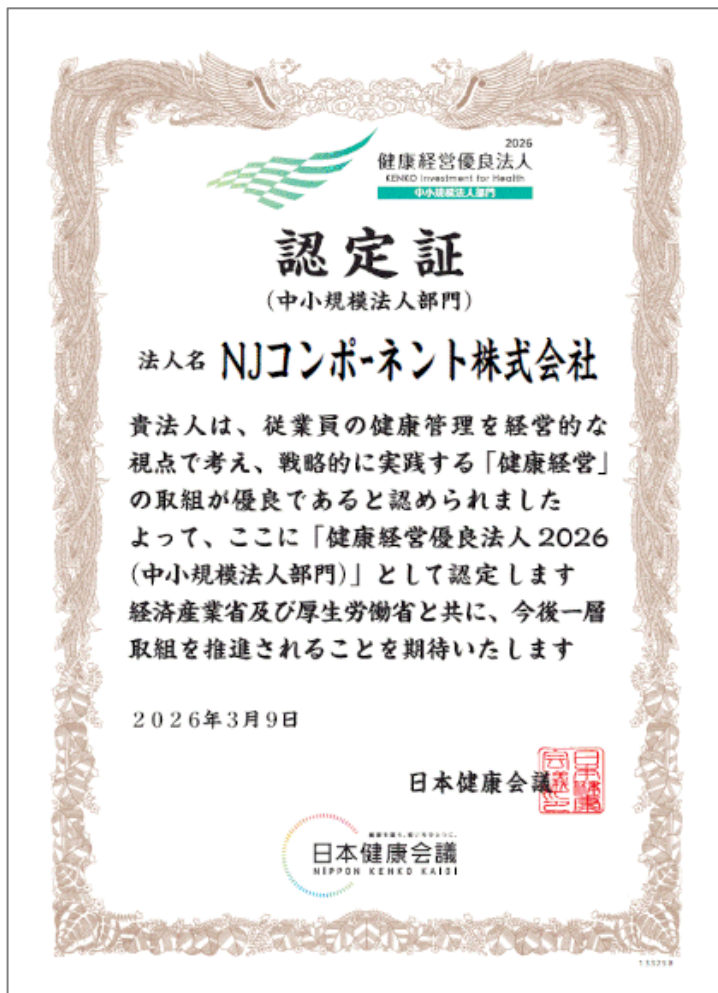 2026
健康経営優良法人
KENKO Investment for Health
中小規模法人部門
認定証
(中小規模法人部門)
法人名 NJコンポーネント株式会社
貴法人は、従業員の健康管理を経営的な
視点で考え、戦略的に実践する「健康経営」
の取組が優良であると認められました
よって、ここに「健康経営優良法人2026
(中小規模法人部門)」として認定します
経済産業省及び厚生労働省と共に、今後一層
取組を推進されることを期待いたします
2026年3月9日
日本健康会議
日本健康会議
NIPPON KENKO KAIGI